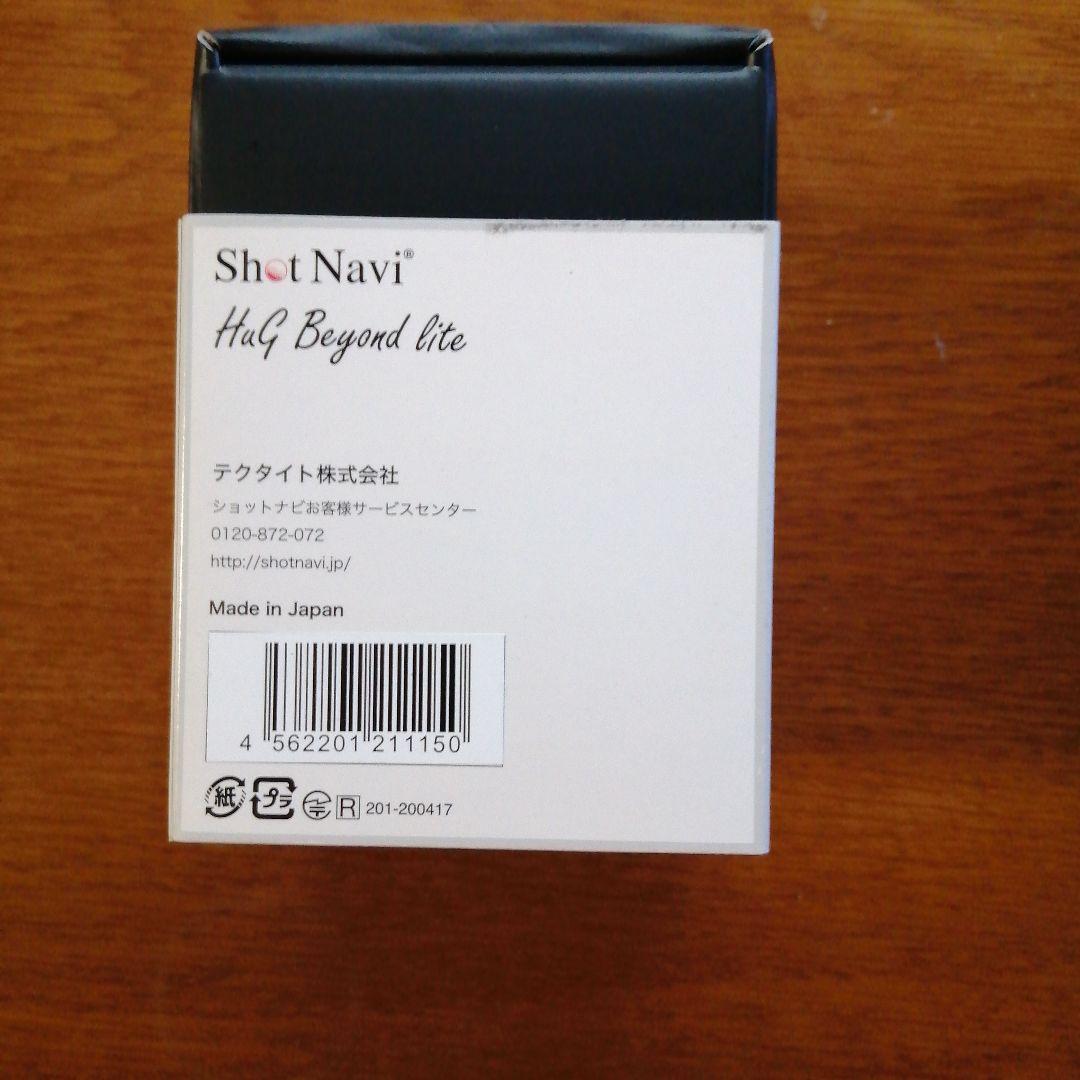 Shot Navi®
HuG Beyond lite
テクタイト株式会社
ショットナビお客様サービスセンター
0120-872-072
http://shotnavi.jp/
Made in Japan
4 562201 211150
紙 プラ R 201-200417